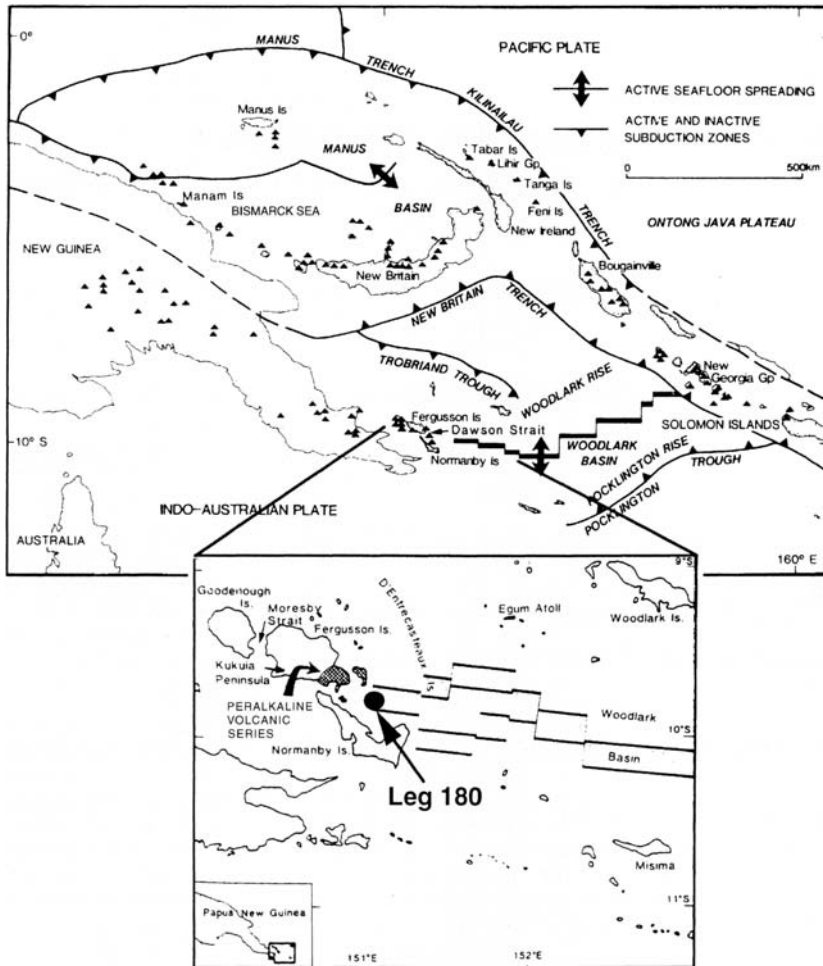 0°
MANUS
TRENCH
KILINAILAU
TRENCH
PACIFIC PLATE
ACTIVE SEAFLOOR SPREADING
ACTIVE AND INACTIVE
SUBDUCTION ZONES
0
500km
Manus Is
MANUS
BASIN
Tabar Is
Lihir Gp
Tanga Is
Feni Is
New Ireland
ONTONG JAVA PLATEAU
Manam Is
BISMARCK SEA
NEW GUINEA
New Britain
Bougainville
NEW BRITAIN
TRENCH
TROBRIAND TROUGH
WOODLARK RISE
New
Georgia Gp
SOLOMON ISLANDS
10° S
Fergusson Is
Dawson Strait
Normanby Is
WOODLARK
BASIN
POCKLINGTON RISE
POCKLINGTON
TROUGH
INDO-AUSTRALIAN PLATE
AUSTRALIA
160° E
Goodenough
Is.
Moresby
Strait
Fergusson Is.
D'Entrecasteaux
Is
Egum Atoll
9°S
Woodlark Is.
Kukuia
Peninsula
PERALKALINE
VOLCANIC
SERIES
Normanby Is.
Woodlark
10°S
Basin
Leg 180
Misima
11°S
Papua New Guinea
151°E
152°E